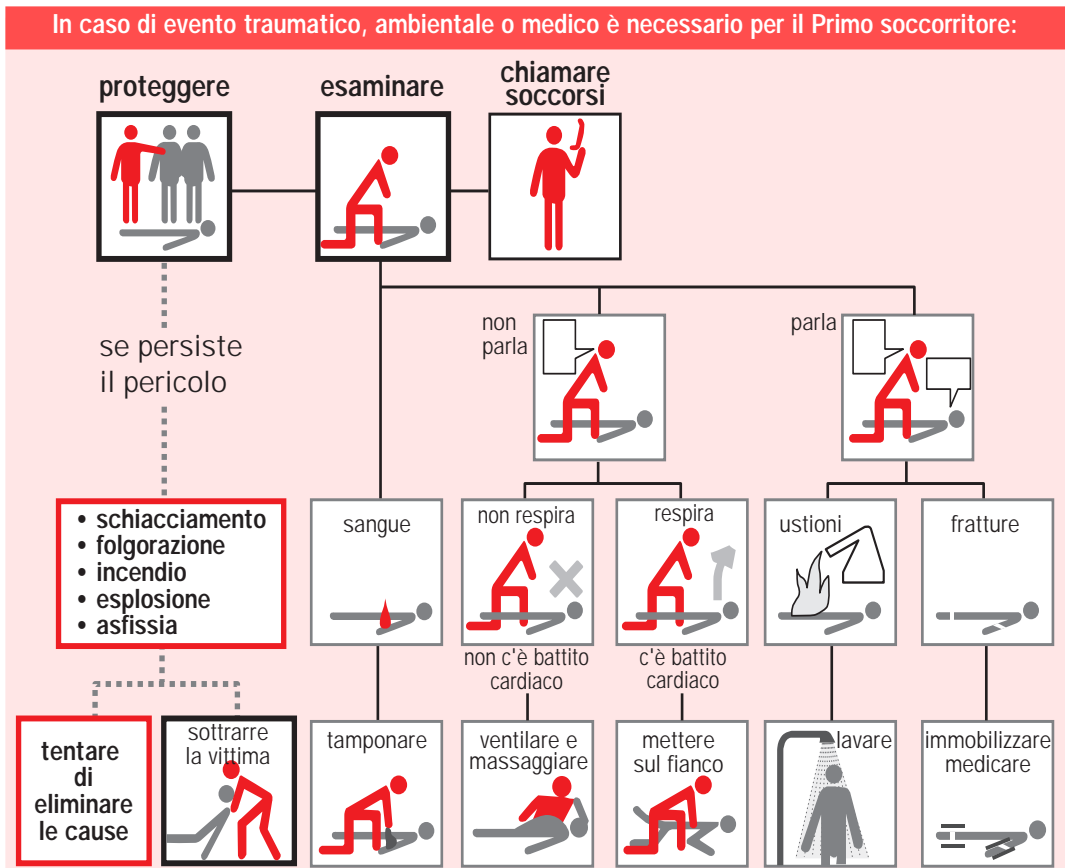 In caso di evento traumatico, ambientale o medico è necessario per il Primo soccorritore:
proteggere
esaminare
chiamare
soccorsi
se persiste
il pericolo
non
parla
parla
• schiacciamento
• folgorazione
• incendio
• esplosione
• asfissia
sangue
non respira
respira
ustioni
fratture
non c'è battito
cardiaco
c'è battito
cardiaco
tentare
di
eliminare
le cause
sottrarre
la vittima
tamponare
ventilare e
massaggiare
mettere
sul fianco
lavare
immobilizzare
medicare